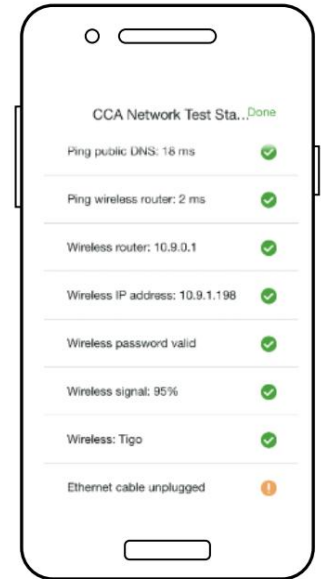 CCA Network Test Sta...Done
Ping public DNS: 18 ms
Ping wireless router: 2 ms
Wireless router: 10.9.0.1
Wireless IP address: 10.9.1.198
Wireless password valid
Wireless signal: 95%
Wireless: Tigo
Ethernet cable unplugged